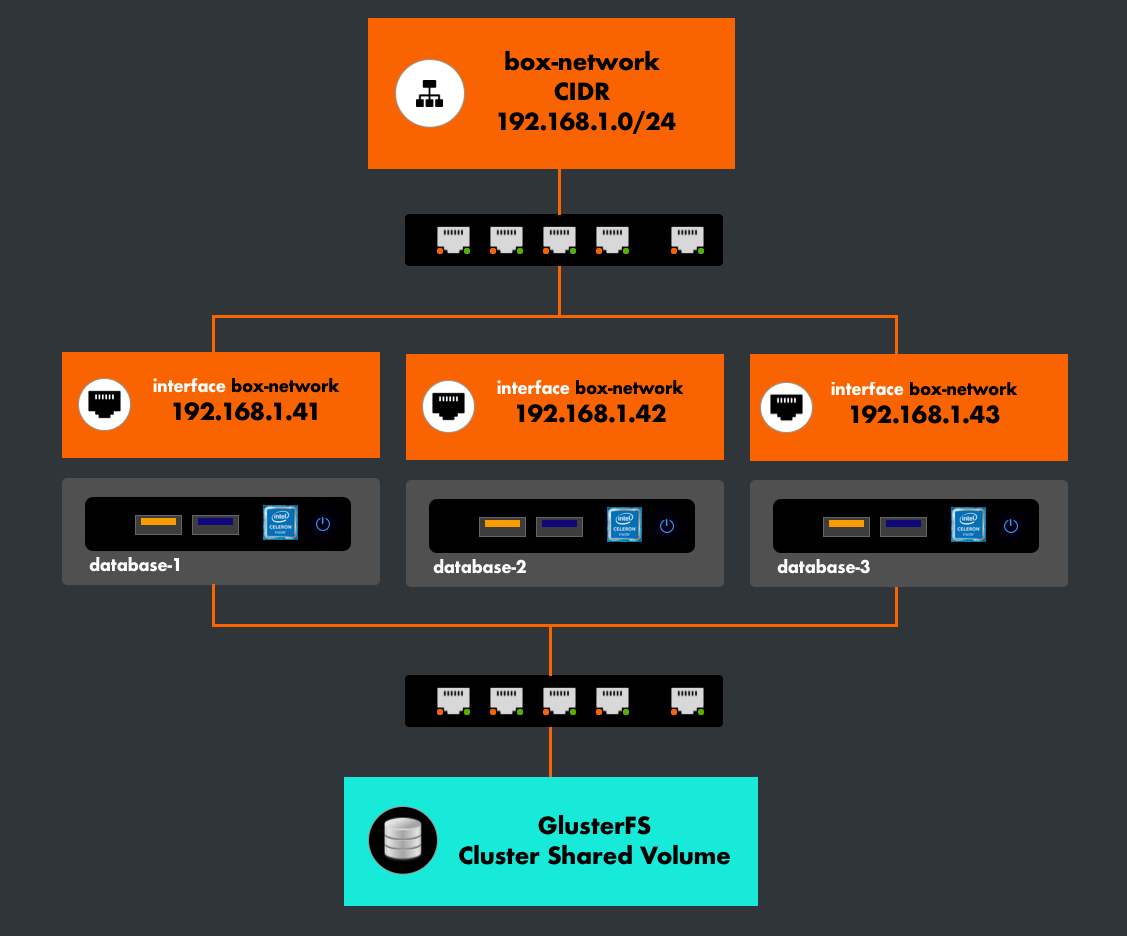 box-network
CIDR
192.168.1.0/24
interface box-network
192.168.1.41
interface box-network
192.168.1.42
interface box-network
192.168.1.43
intel
CELERON
inside
database-1
intel
CELERON
inside
database-2
intel
CELERON
inside
database-3
GlusterFS
Cluster Shared Volume